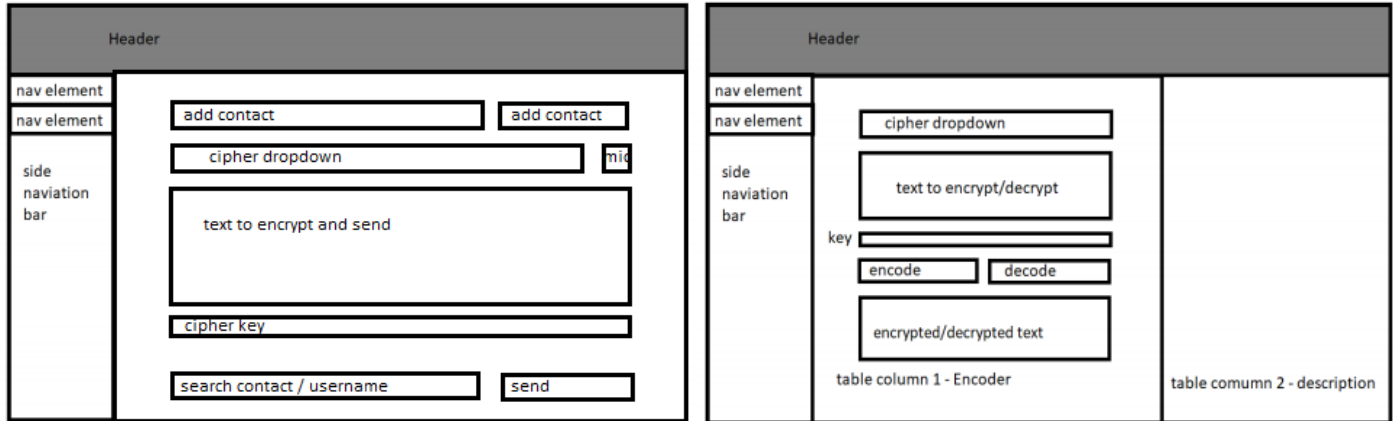 Header
nav element
nav element
side
naviation
bar
add contact
add contact
cipher dropdown
mic
text to encrypt and send
cipher key
search contact / username
send
Header
nav element
nav element
side
naviation
bar
cipher dropdown
text to encrypt/decrypt
key
encode
decode
encrypted/decrypted text
table column 1 - Encoder
table comumn 2 - description